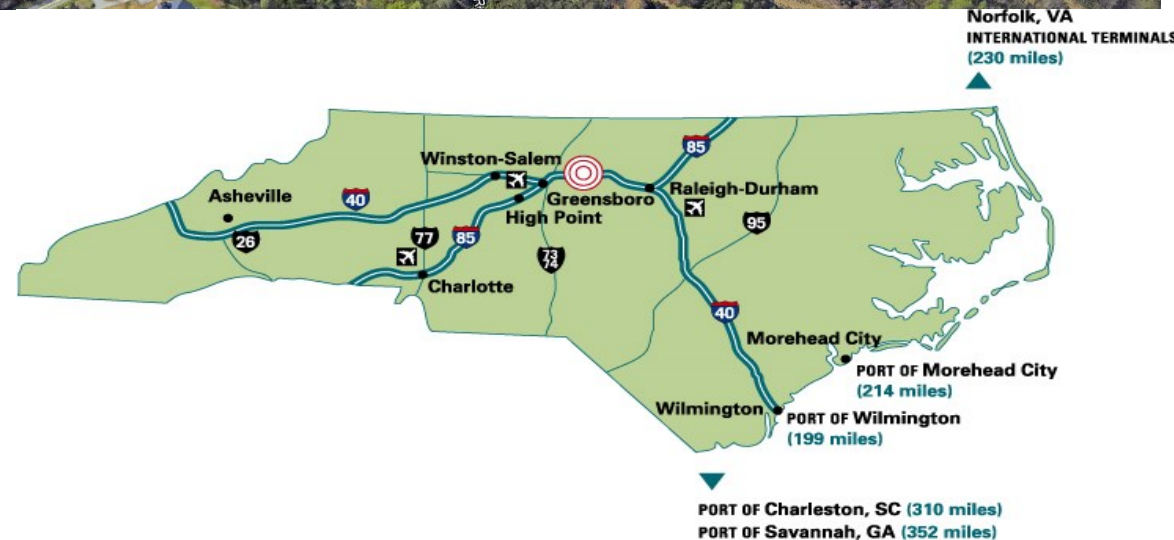 Norfolk, VA
INTERNATIONAL TERMINALS
(230 miles)
85
Winston-Salem
Asheville
40
Greensboro
Raleigh-Durham
High Point
26
77
85
95
73
74
Charlotte
40
Morehead City
PORT OF Morehead City
(214 miles)
Wilmington
PORT OF Wilmington
(199 miles)
PORT OF Charleston, SC (310 miles)
PORT OF Savannah, GA (352 miles)